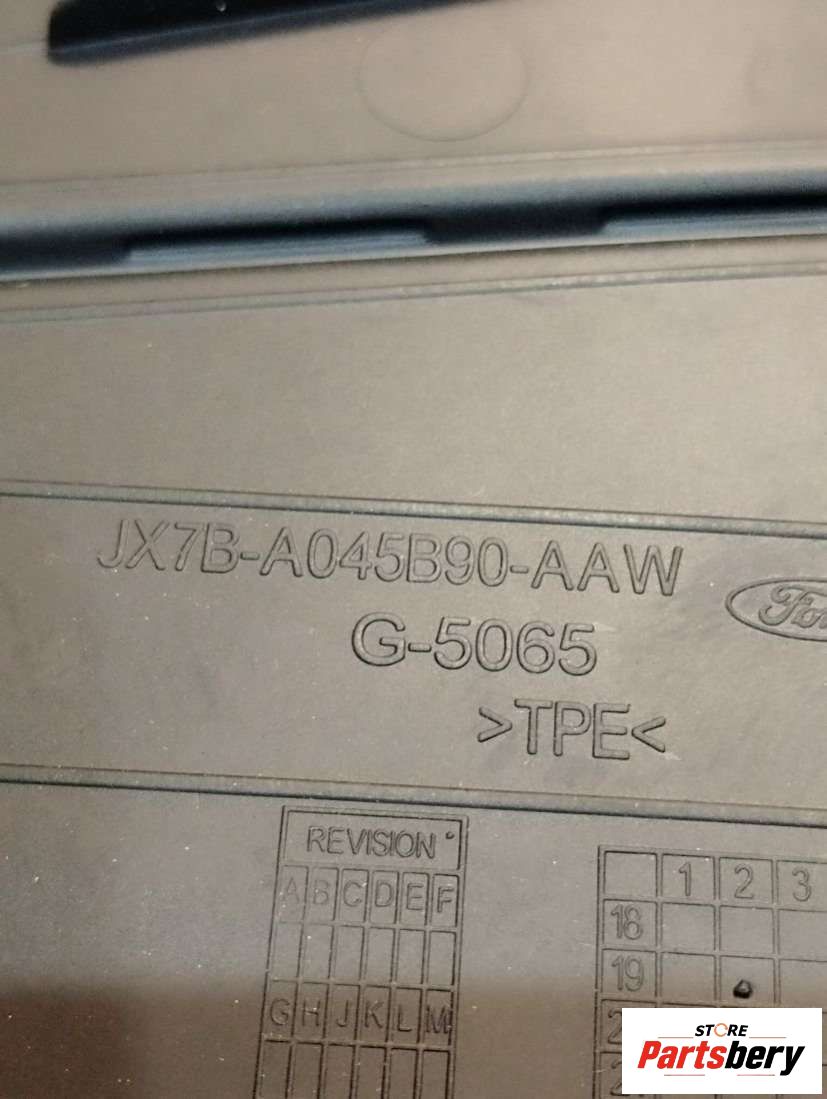 JX7B-A045B90-AAW
G-5065
>TPE<
REVISION
A B C D E F
G H J K L M
1 2 3
18
19
STORE
Partsbery